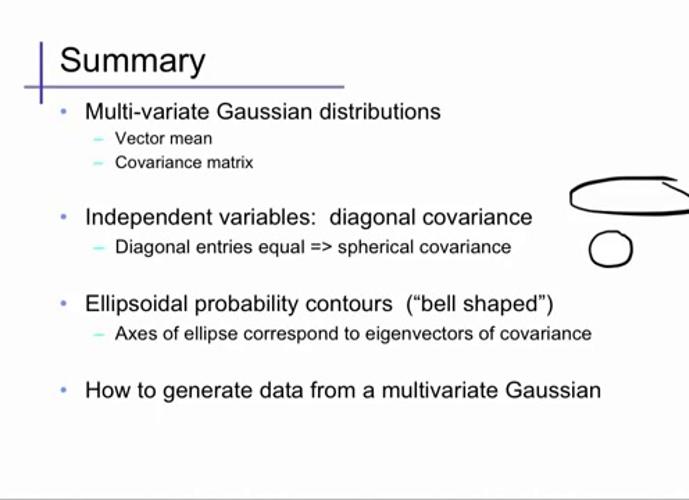 Summary
• Multi-variate Gaussian distributions
– Vector mean
– Covariance matrix
• Independent variables:  diagonal covariance
– Diagonal entries equal => spherical covariance
• Ellipsoidal probability contours  (“bell shaped”)
– Axes of ellipse correspond to eigenvectors of covariance
• How to generate data from a multivariate Gaussian